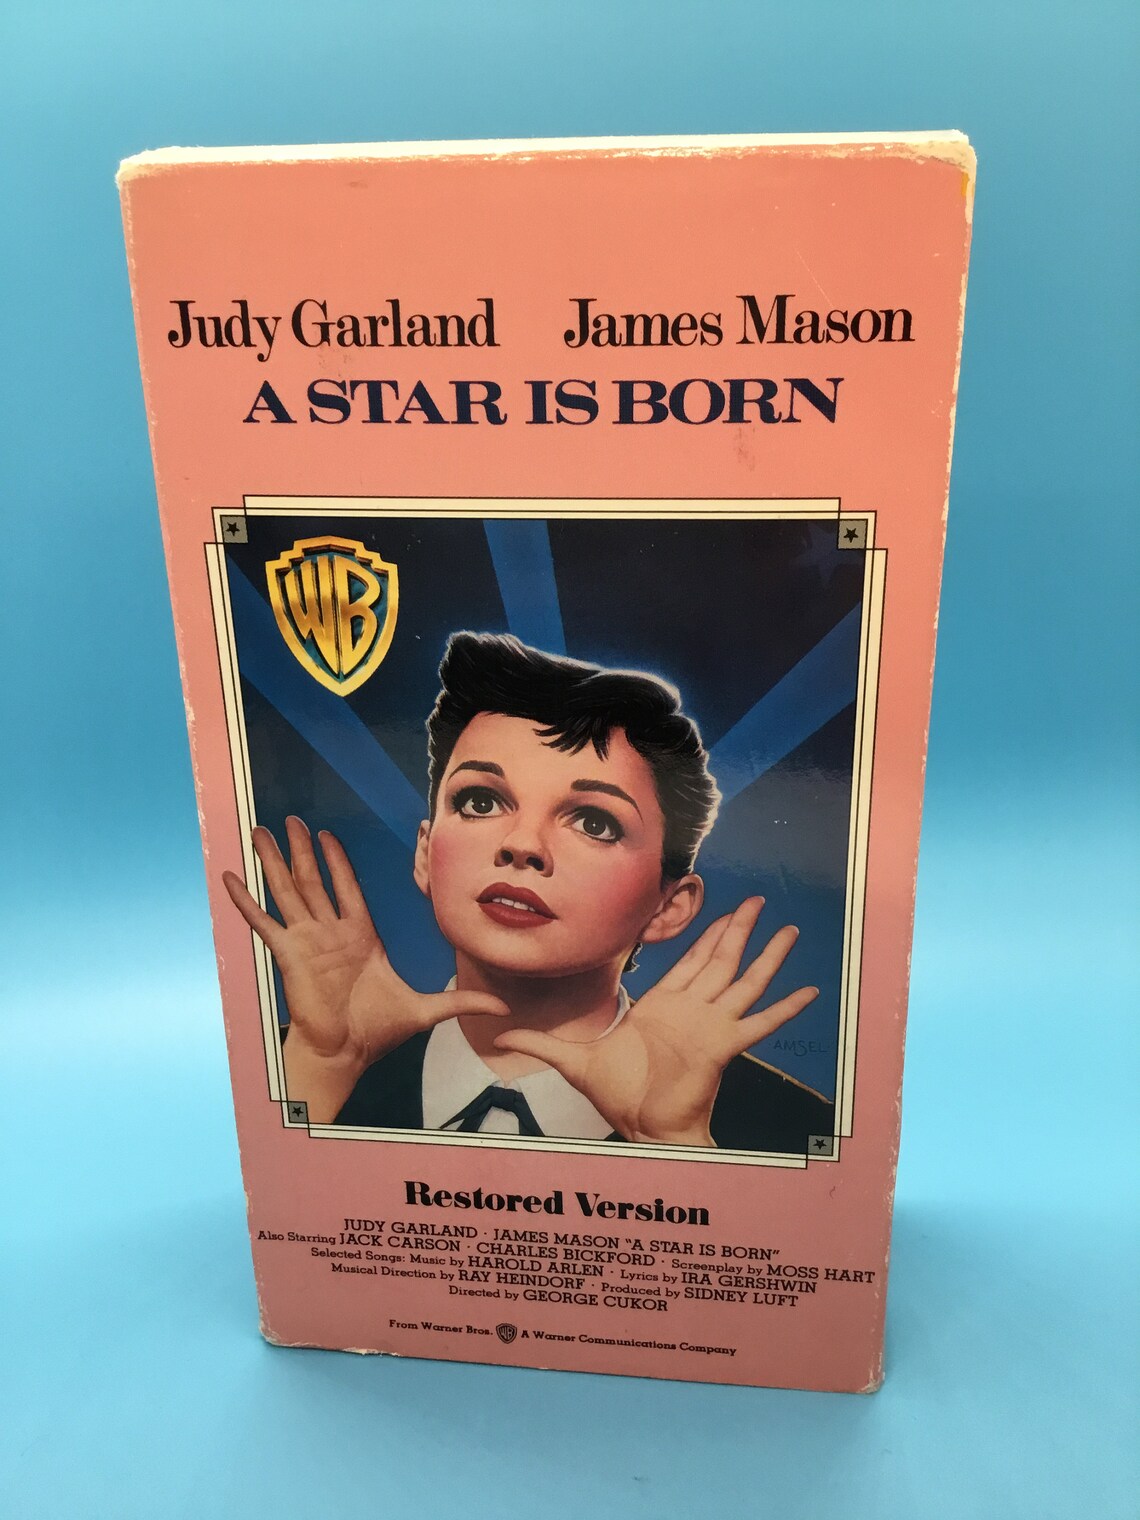 Judy Garland James Mason
A STAR IS BORN
WB
AMSEL
Restored Version
JUDY GARLAND · JAMES MASON "A STAR IS BORN"
Also Starring JACK CARSON · CHARLES BICKFORD · Screenplay by MOSS HART
Selected Songs: Music by HAROLD ARLEN · Lyrics by IRA GERSHWIN
Musical Direction by RAY HEINDORF · Produced by SIDNEY LUFT
Directed by GEORGE CUKOR
From Warner Bros. WB A Warner Communications Company